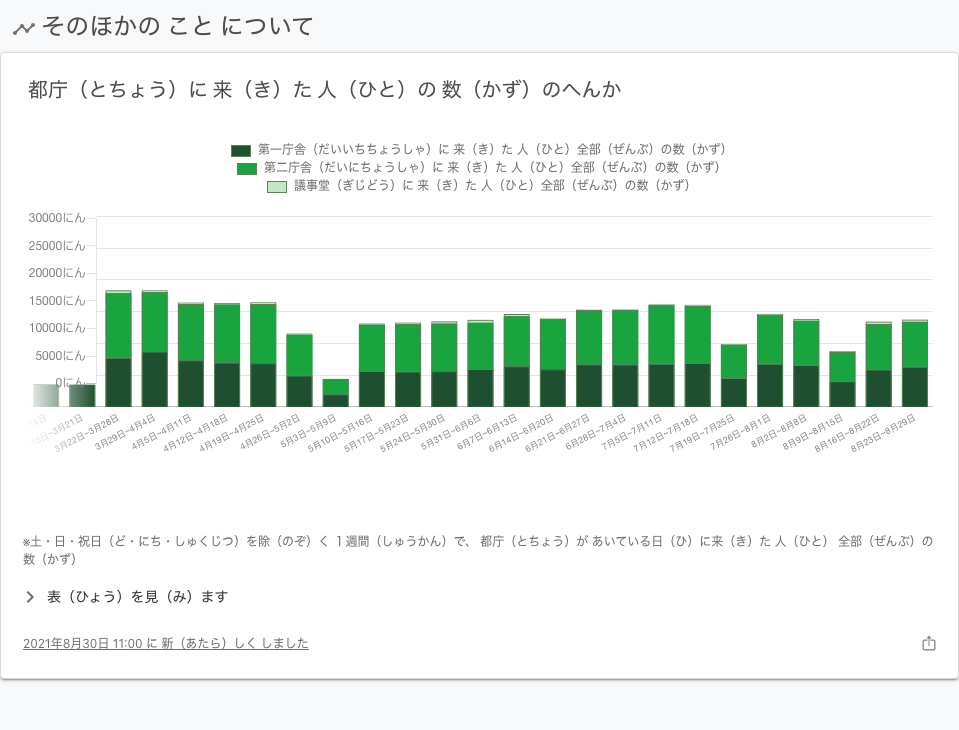 そのほかの こと について
都庁（とちょう）に 来（き）た 人（ひと）の 数（かず）のへんか
第一庁舎（だいいちちょうしゃ）に 来（き）た 人（ひと）全部（ぜんぶ）の数（かず）
第二庁舎（だいにちょうしゃ）に 来（き）た 人（ひと）全部（ぜんぶ）の数（かず）
議事堂（ぎじどう）に 来（き）た 人（ひと）全部（ぜんぶ）の数（かず）
30000にん
25000にん
20000にん
15000にん
10000にん
5000にん
0にん
3月22日~3月28日
3月29日~4月4日
4月5日~4月11日
4月12日~4月18日
4月19日~4月25日
4月26日~5月2日
5月3日~5月9日
5月10日~5月16日
5月17日~5月23日
5月24日~5月30日
5月31日~6月6日
6月7日~6月13日
6月14日~6月20日
6月21日~6月27日
6月28日~7月4日
7月5日~7月11日
7月12日~7月18日
7月19日~7月25日
7月26日~8月1日
8月2日~8月8日
8月9日~8月15日
8月16日~8月22日
8月23日~8月29日
※土・日・祝日（ど・にち・しゅくじつ）を除（のぞ）く １週間（しゅうかん）で、 都庁（とちょう）が あいている日（ひ）に来（き）た 人（ひと） 全部（ぜんぶ）の
数（かず）
表（ひょう）を見（み）ます
2021年8月30日 11:00 に 新（あたら）しく しました